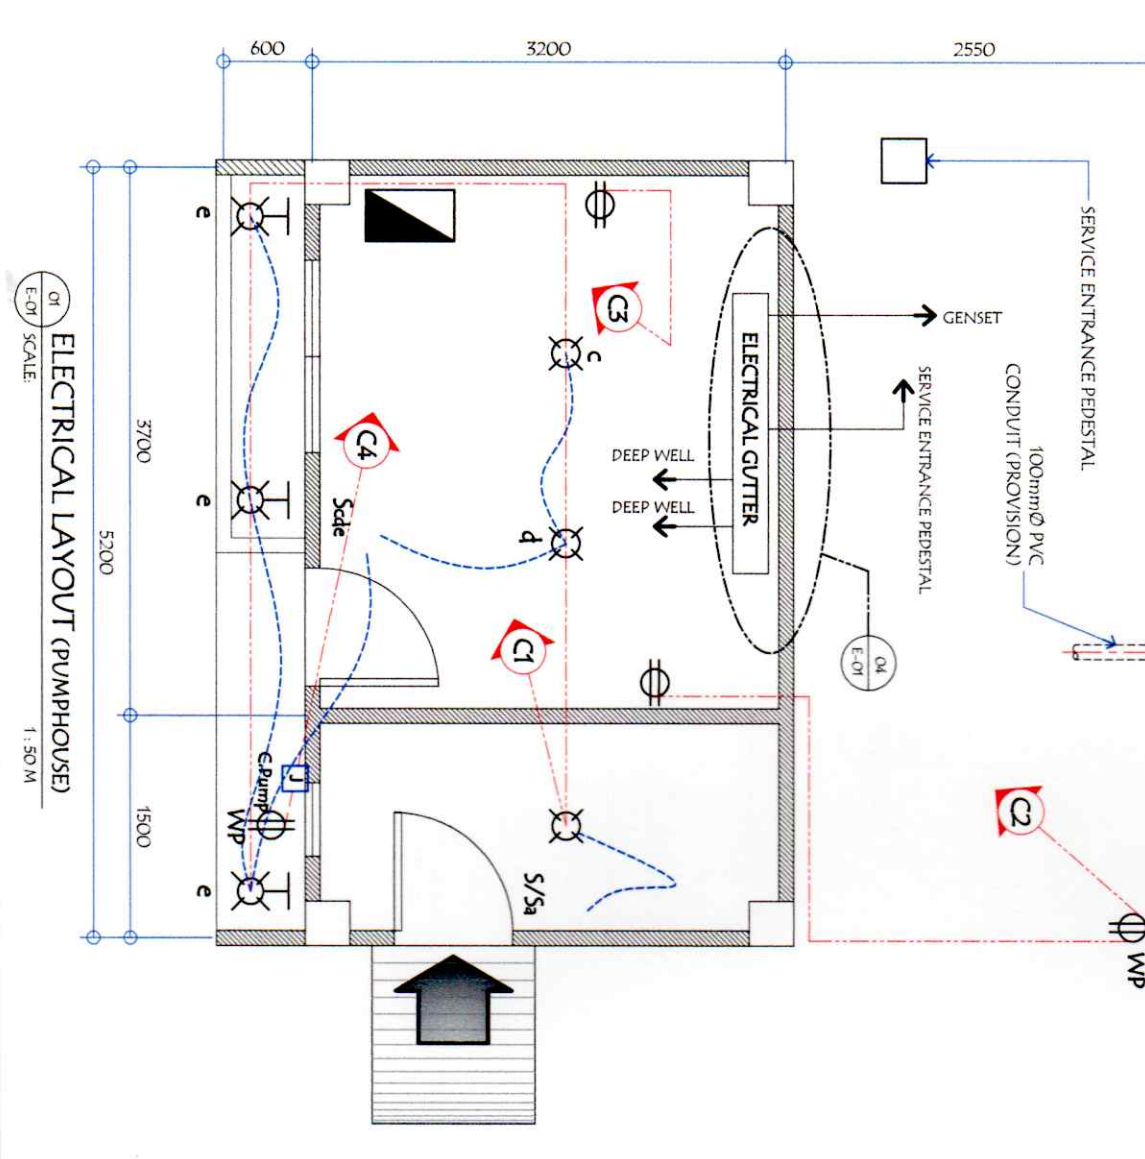 600
3200
2550
SERVICE ENTRANCE PEDESTAL
GENSET
SERVICE ENTRANCE PEDESTAL
100mmØ PVC
CONDUIT (PROVISION)
ELECTRICAL GUTTER
DEEP WELL
DEEP WELL
04
E-01
C3
c
d
C4
Scde
C1
C2
WP
J
C.Pump
WP
S/Sa
e
e
e
3700
1500
5200
01
E-01
ELECTRICAL LAYOUT (PUMPHOUSE)
SCALE:
1 : 50 M